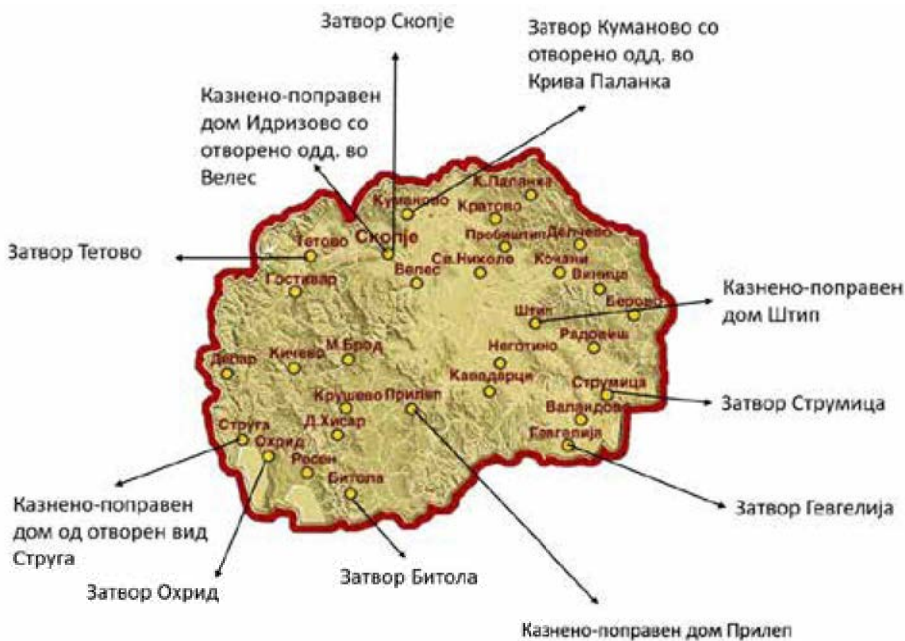 Затвор Скопје
Затвор Куманово со
отворено одд. во
Крива Паланка
Казнено-поправен
дом Идризово со
отворено одд. во
Велес
К.Паланка
Куманово
Кратово
Скопје
Тетово
Пробиштип
Делчево
Затвор Тетово
Велес
Св.Николе
Кочани
Гостивар
Виница
Берово
Казнено-поправен
дом Штип
Штип
Радовиш
М.Брод
Неготино
Дебар
Кичево
Кавадарци
Струмица
Затвор Струмица
Крушево
Прилеп
Валандово
Струга
Д.Хисар
Гевгелија
Охрид
Ресен
Битола
Казнено-поправен
дом од отворен вид
Струга
Затвор Гевгелија
Затвор Охрид
Затвор Битола
Казнено-поправен дом Прилеп